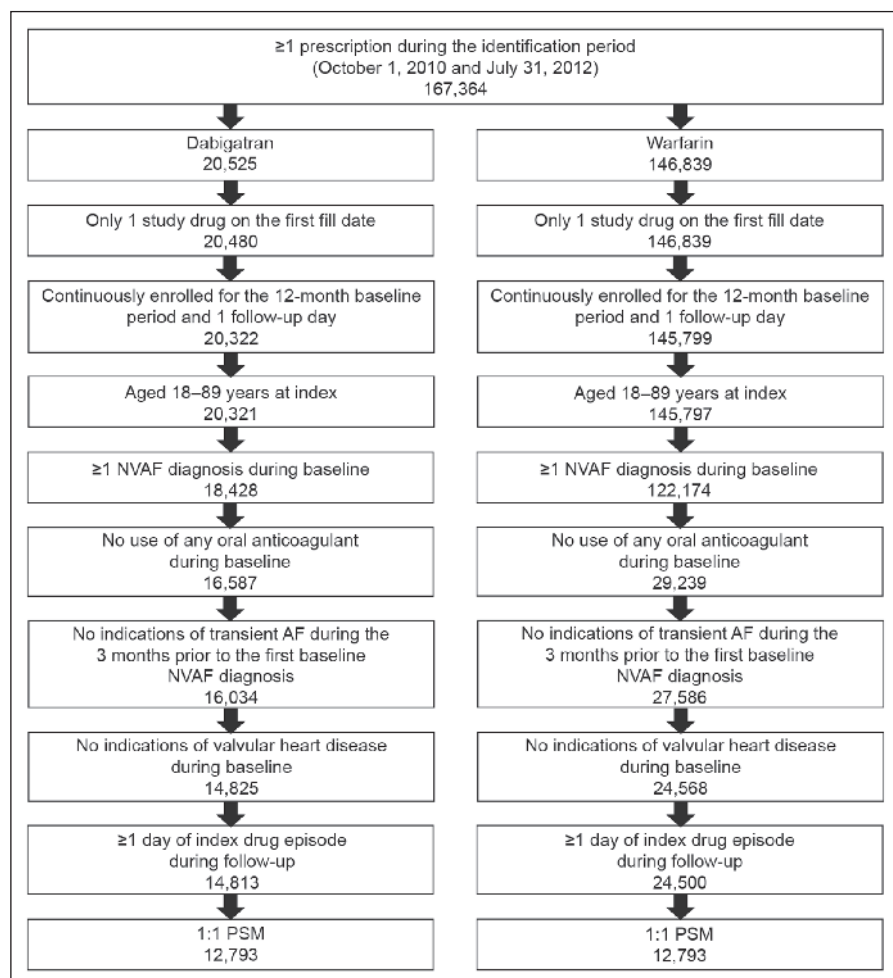 ≥1 prescription during the identification period
(October 1, 2010 and July 31, 2012)
167,364
Dabigatran
20,525
Only 1 study drug on the first fill date
20,480
Continuously enrolled for the 12-month baseline
period and 1 follow-up day
20,322
Aged 18–89 years at index
20,321
≥1 NVAF diagnosis during baseline
18,428
No use of any oral anticoagulant
during baseline
16,587
No indications of transient AF during the
3 months prior to the first baseline
NVAF diagnosis
16,034
No indications of valvular heart disease
during baseline
14,825
≥1 day of index drug episode
during follow-up
14,813
1:1 PSM
12,793
Warfarin
146,839
Only 1 study drug on the first fill date
146,839
Continuously enrolled for the 12-month baseline
period and 1 follow-up day
145,799
Aged 18–89 years at index
145,797
≥1 NVAF diagnosis during baseline
122,174
No use of any oral anticoagulant
during baseline
29,239
No indications of transient AF during the
3 months prior to the first baseline
NVAF diagnosis
27,586
No indications of valvular heart disease
during baseline
24,568
≥1 day of index drug episode
during follow-up
24,500
1:1 PSM
12,793